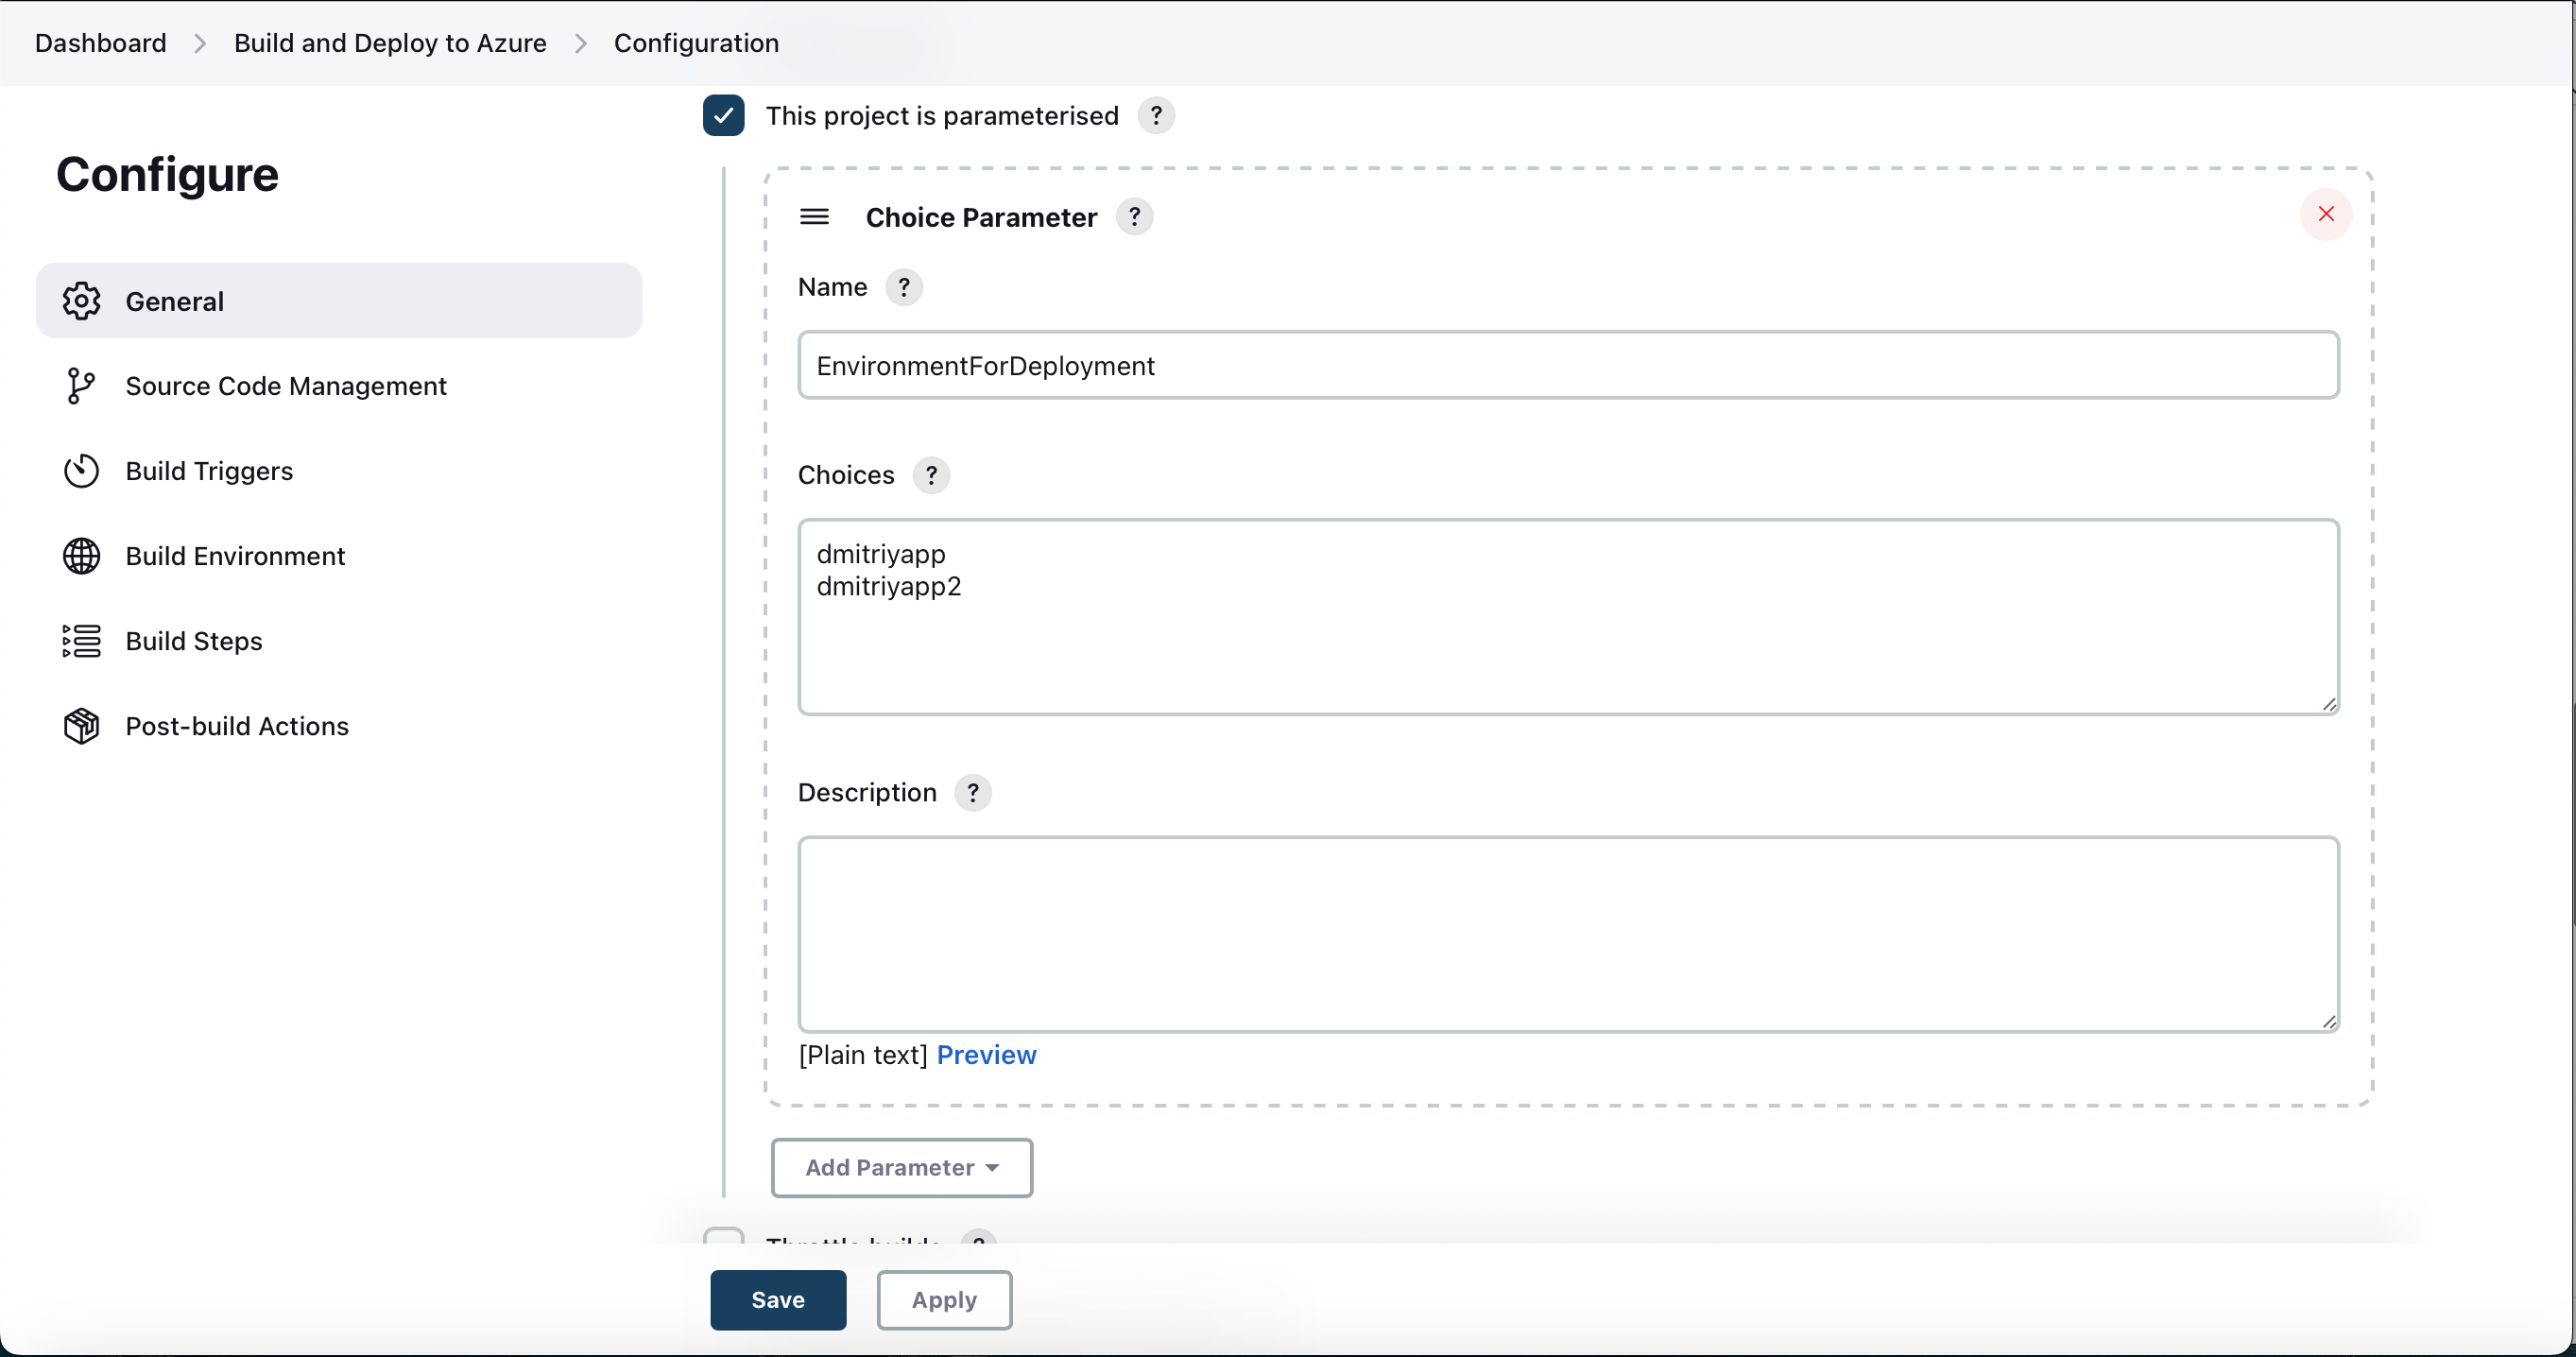 Dashboard > Build and Deploy to Azure > Configuration
Configure
General
Source Code Management
Build Triggers
Build Environment
Build Steps
Post-build Actions
This project is parameterised ?
Choice Parameter ?
Name ?
EnvironmentForDeployment
Choices ?
dmitriyapp
dmitriyapp2
Description ?
[Plain text] Preview
Add Parameter
Throttle builds ?
Save Apply